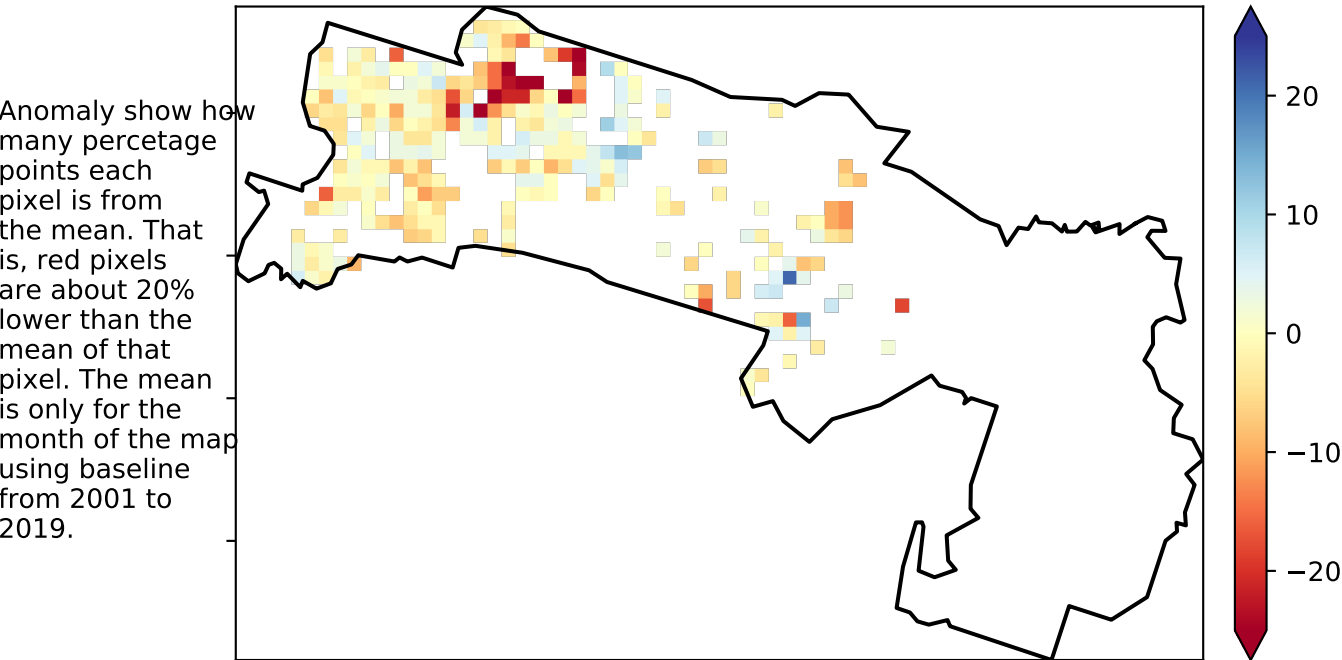 Anomaly show how
many percetage
points each
pixel is from
the mean. That
is, red pixels
are about 20%
lower than the
mean of that
pixel. The mean
is only for the
month of the map
using baseline
from 2001 to
2019.
20
10
0
−10
−20